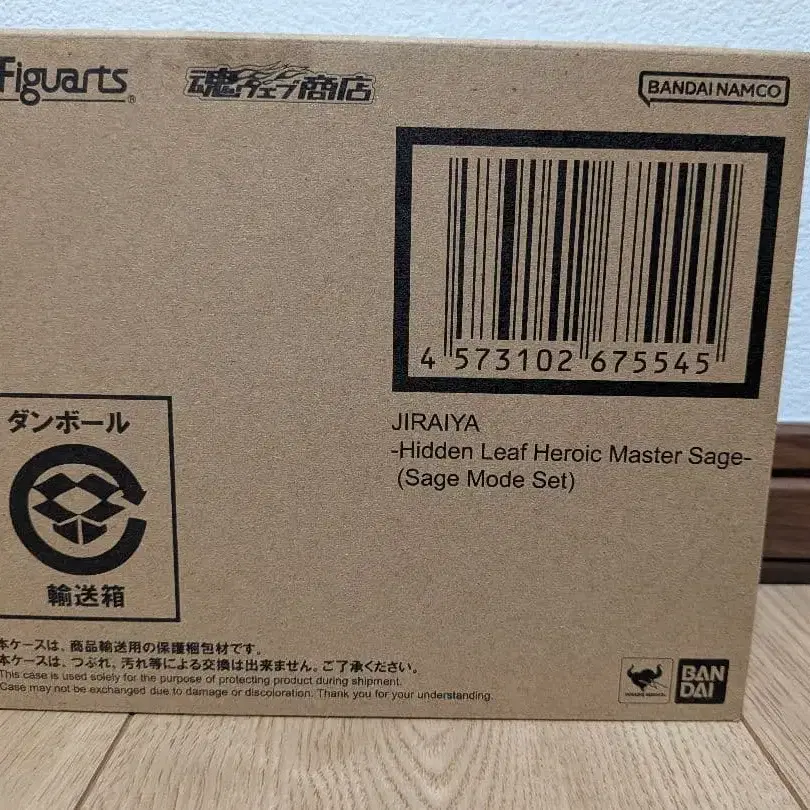 Figuarts®
魂ウェブ商店
BANDAI NAMCO
4 573102 675545
JIRAIYA
-Hidden Leaf Heroic Master Sage-
(Sage Mode Set)
ダンボール
輸送箱
本ケースは、商品輸送用の保護梱包材です。
本ケースは、つぶれ、汚れ等による交換は出来ません。ご了承ください。
This case is used solely for the purpose of protecting product during shipment.
Case may not be exchanged due to damage or discoloration. Thank you for your understanding.
BAN
DAI